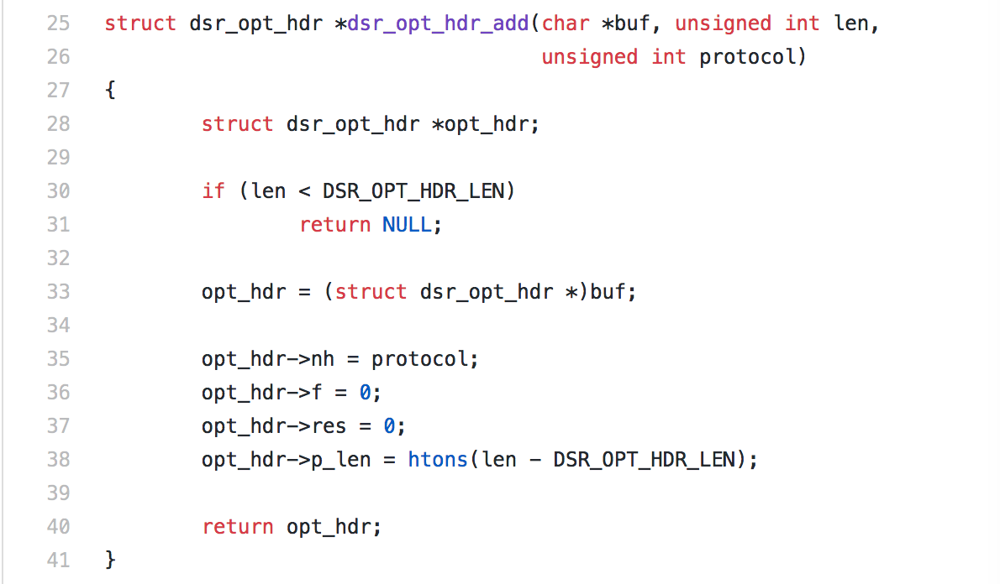 25 struct dsr_opt_hdr *dsr_opt_hdr_add(char *buf, unsigned int len,
26 unsigned int protocol)
27 {
28 struct dsr_opt_hdr *opt_hdr;
29
30 if (len < DSR_OPT_HDR_LEN)
31 return NULL;
32
33 opt_hdr = (struct dsr_opt_hdr *)buf;
34
35 opt_hdr->nh = protocol;
36 opt_hdr->f = 0;
37 opt_hdr->res = 0;
38 opt_hdr->p_len = htons(len - DSR_OPT_HDR_LEN);
39
40 return opt_hdr;
41 }